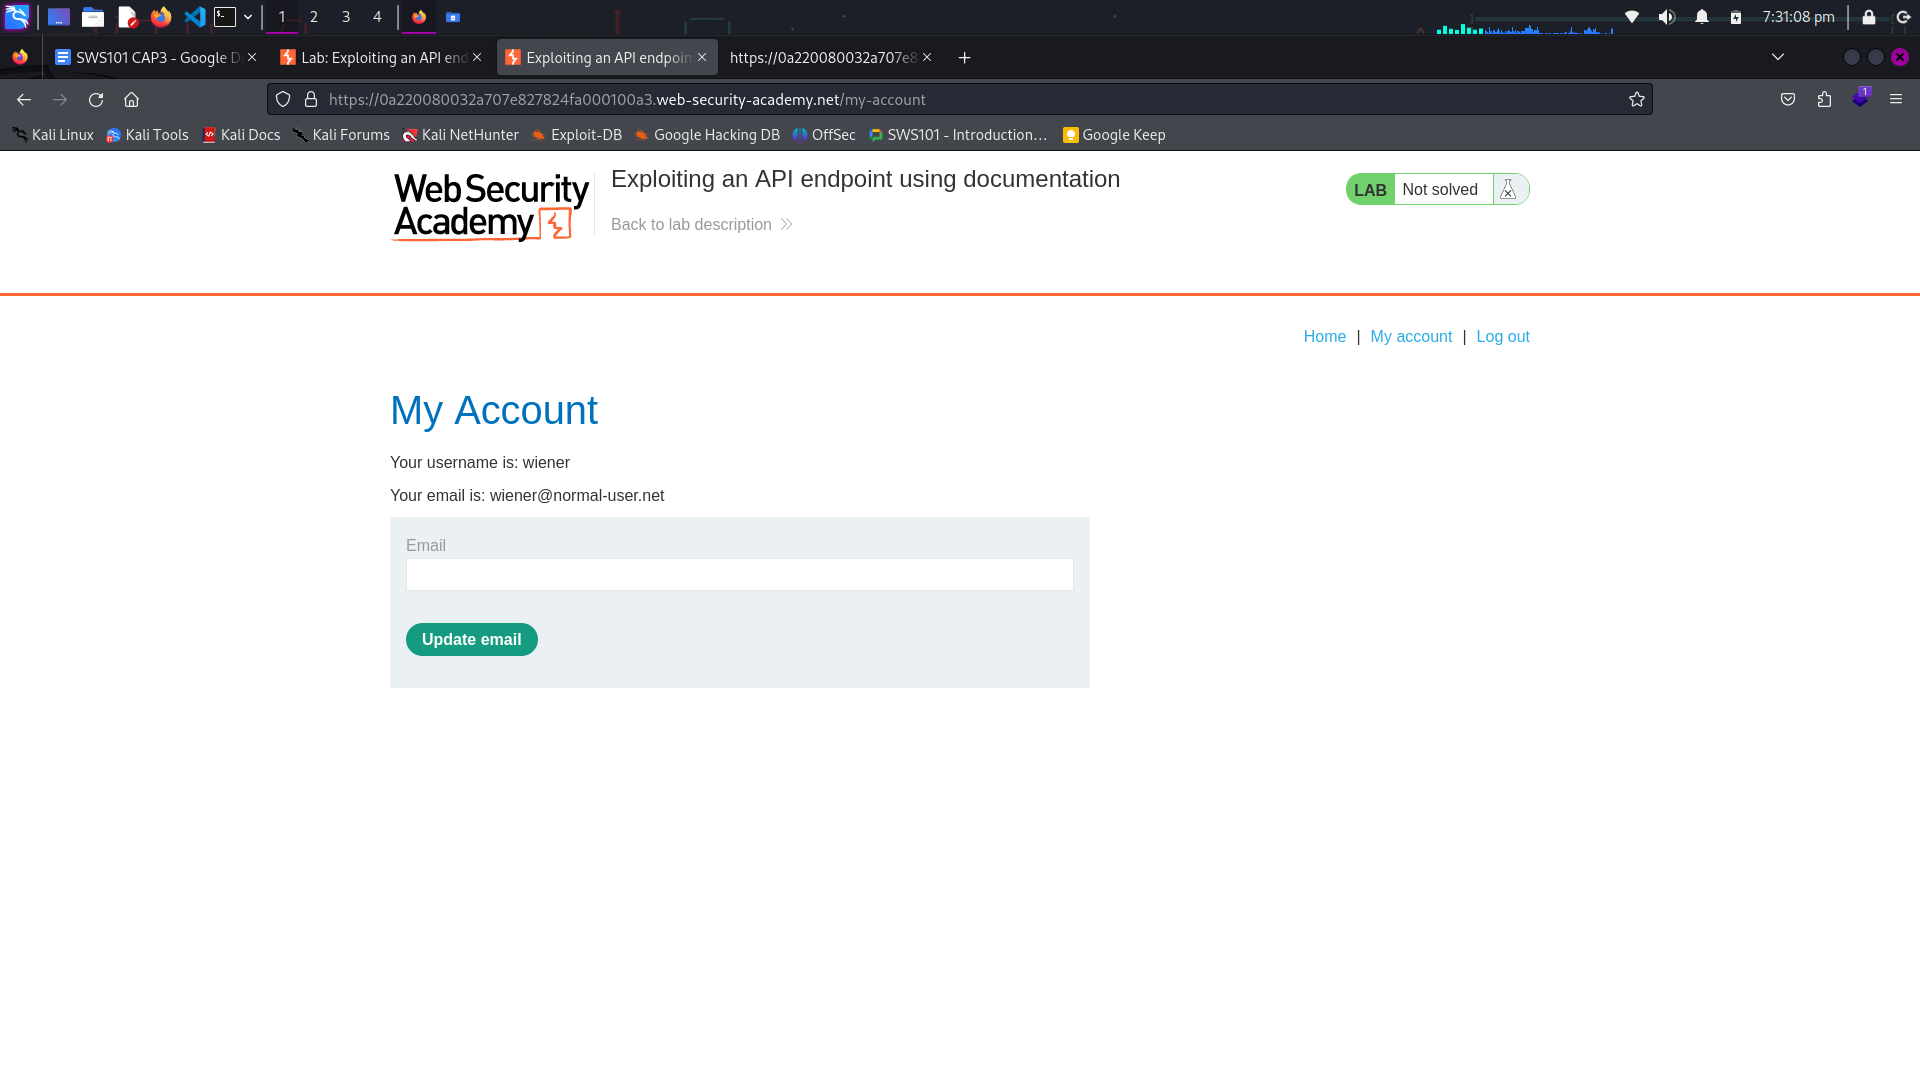 1 2 3 4 7:31:08 pm
SWS101 CAP3 - Google D Lab: Exploiting an API end Exploiting an API endpoin https://0a220080032a707e8
https://0a220080032a707e827824fa000100a3.web-security-academy.net/my-account 1
Kali Linux Kali Tools Kali Docs Kali Forums Kali NetHunter Exploit-DB Google Hacking DB OffSec SWS101 - Introduction… Google Keep
Web Security
Academy
Exploiting an API endpoint using documentation
Back to lab description
LAB Not solved
Home | My account | Log out
My Account
Your username is: wiener
Your email is: wiener@normal-user.net
Email
Update email